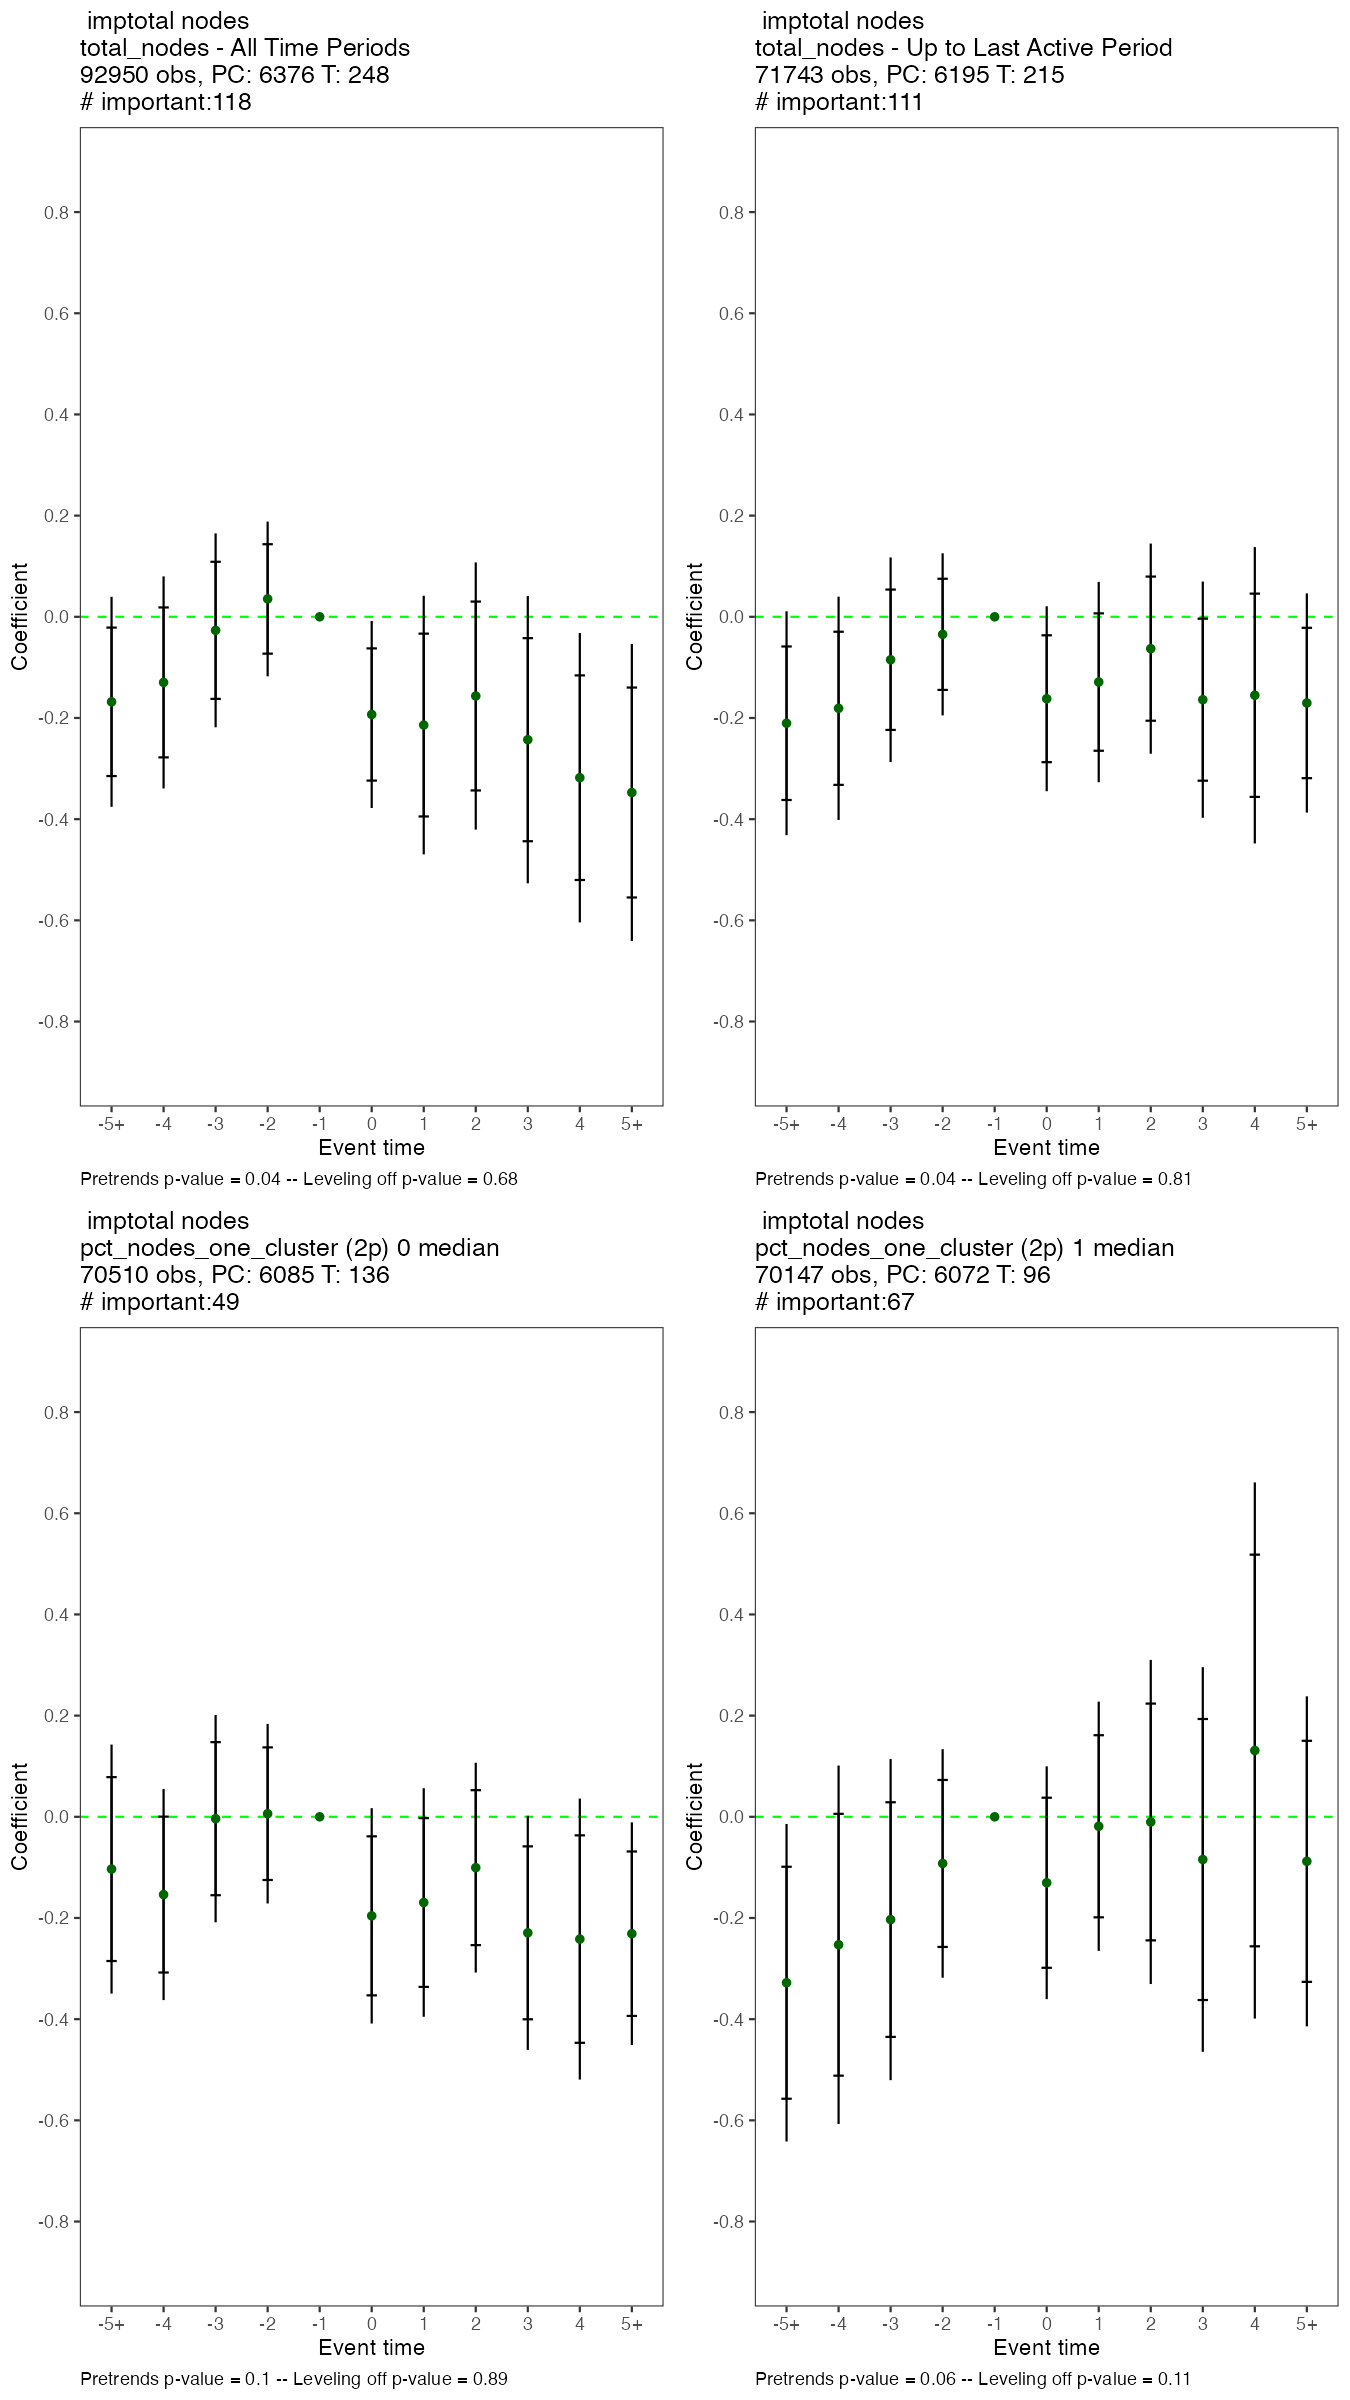 imptotal nodes
total_nodes - All Time Periods
92950 obs, PC: 6376 T: 248
# important:118
0.8
0.6
0.4
0.2
0.0
-0.2
-0.4
-0.6
-0.8
Coefficient
-5+ -4 -3 -2 -1 0 1 2 3 4 5+
Event time
Pretrends p-value = 0.04 -- Leveling off p-value = 0.68
imptotal nodes
total_nodes - Up to Last Active Period
71743 obs, PC: 6195 T: 215
# important:111
0.8
0.6
0.4
0.2
0.0
-0.2
-0.4
-0.6
-0.8
Coefficient
-5+ -4 -3 -2 -1 0 1 2 3 4 5+
Event time
Pretrends p-value = 0.04 -- Leveling off p-value = 0.81
imptotal nodes
pct_nodes_one_cluster (2p) 0 median
70510 obs, PC: 6085 T: 136
# important:49
0.8
0.6
0.4
0.2
0.0
-0.2
-0.4
-0.6
-0.8
Coefficient
-5+ -4 -3 -2 -1 0 1 2 3 4 5+
Event time
Pretrends p-value = 0.1 -- Leveling off p-value = 0.89
imptotal nodes
pct_nodes_one_cluster (2p) 1 median
70147 obs, PC: 6072 T: 96
# important:67
0.8
0.6
0.4
0.2
0.0
-0.2
-0.4
-0.6
-0.8
Coefficient
-5+ -4 -3 -2 -1 0 1 2 3 4 5+
Event time
Pretrends p-value = 0.06 -- Leveling off p-value = 0.11